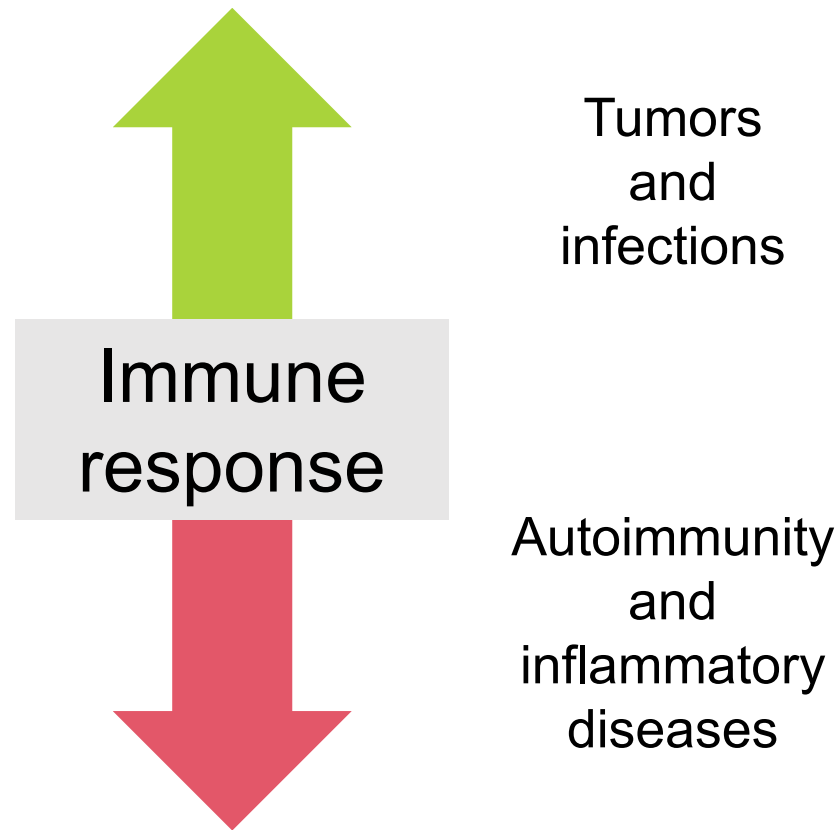 Tumors
and
infections
Immune
response
Autoimmunity
and
inflammatory
diseases